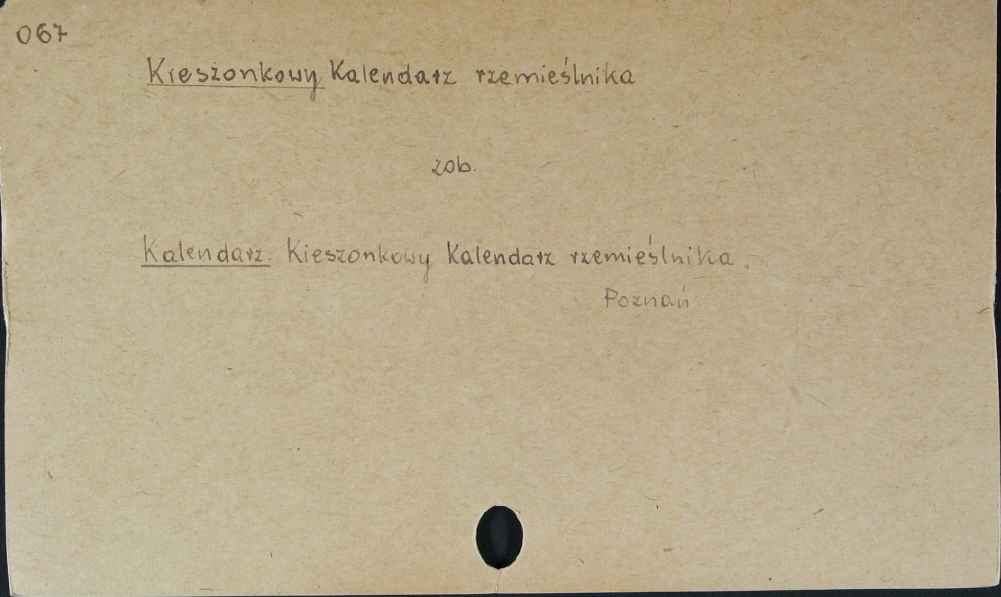 067
Kieszonkowy Kalendarz rzemieślnika
zob.
Kalendarz. Kieszonkowy Kalendarz rzemieślnika.
Poznań